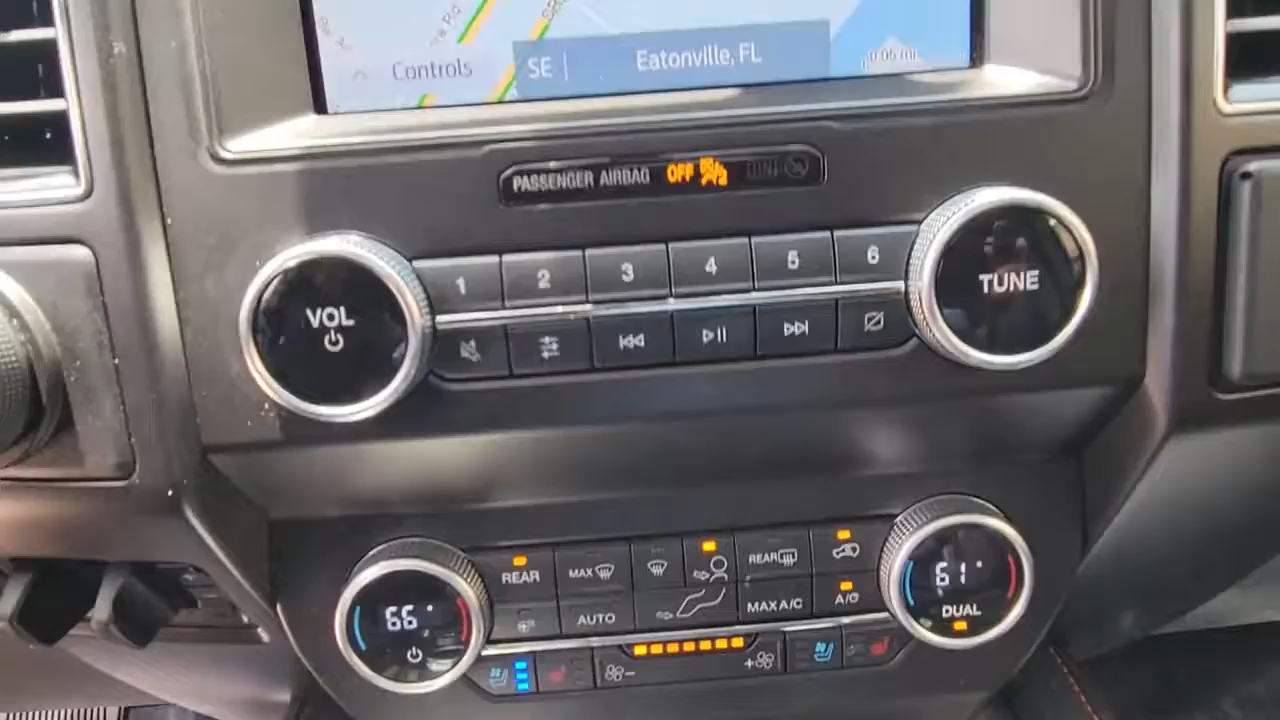 Controls
SE
Eatonville, FL
PASSENGER AIRBAG OFF
VOL
1 2 3 4 5 6
TUNE
66°
REAR
MAX
REAR
AUTO
MAX A/C
A/C
61°
DUAL
- +